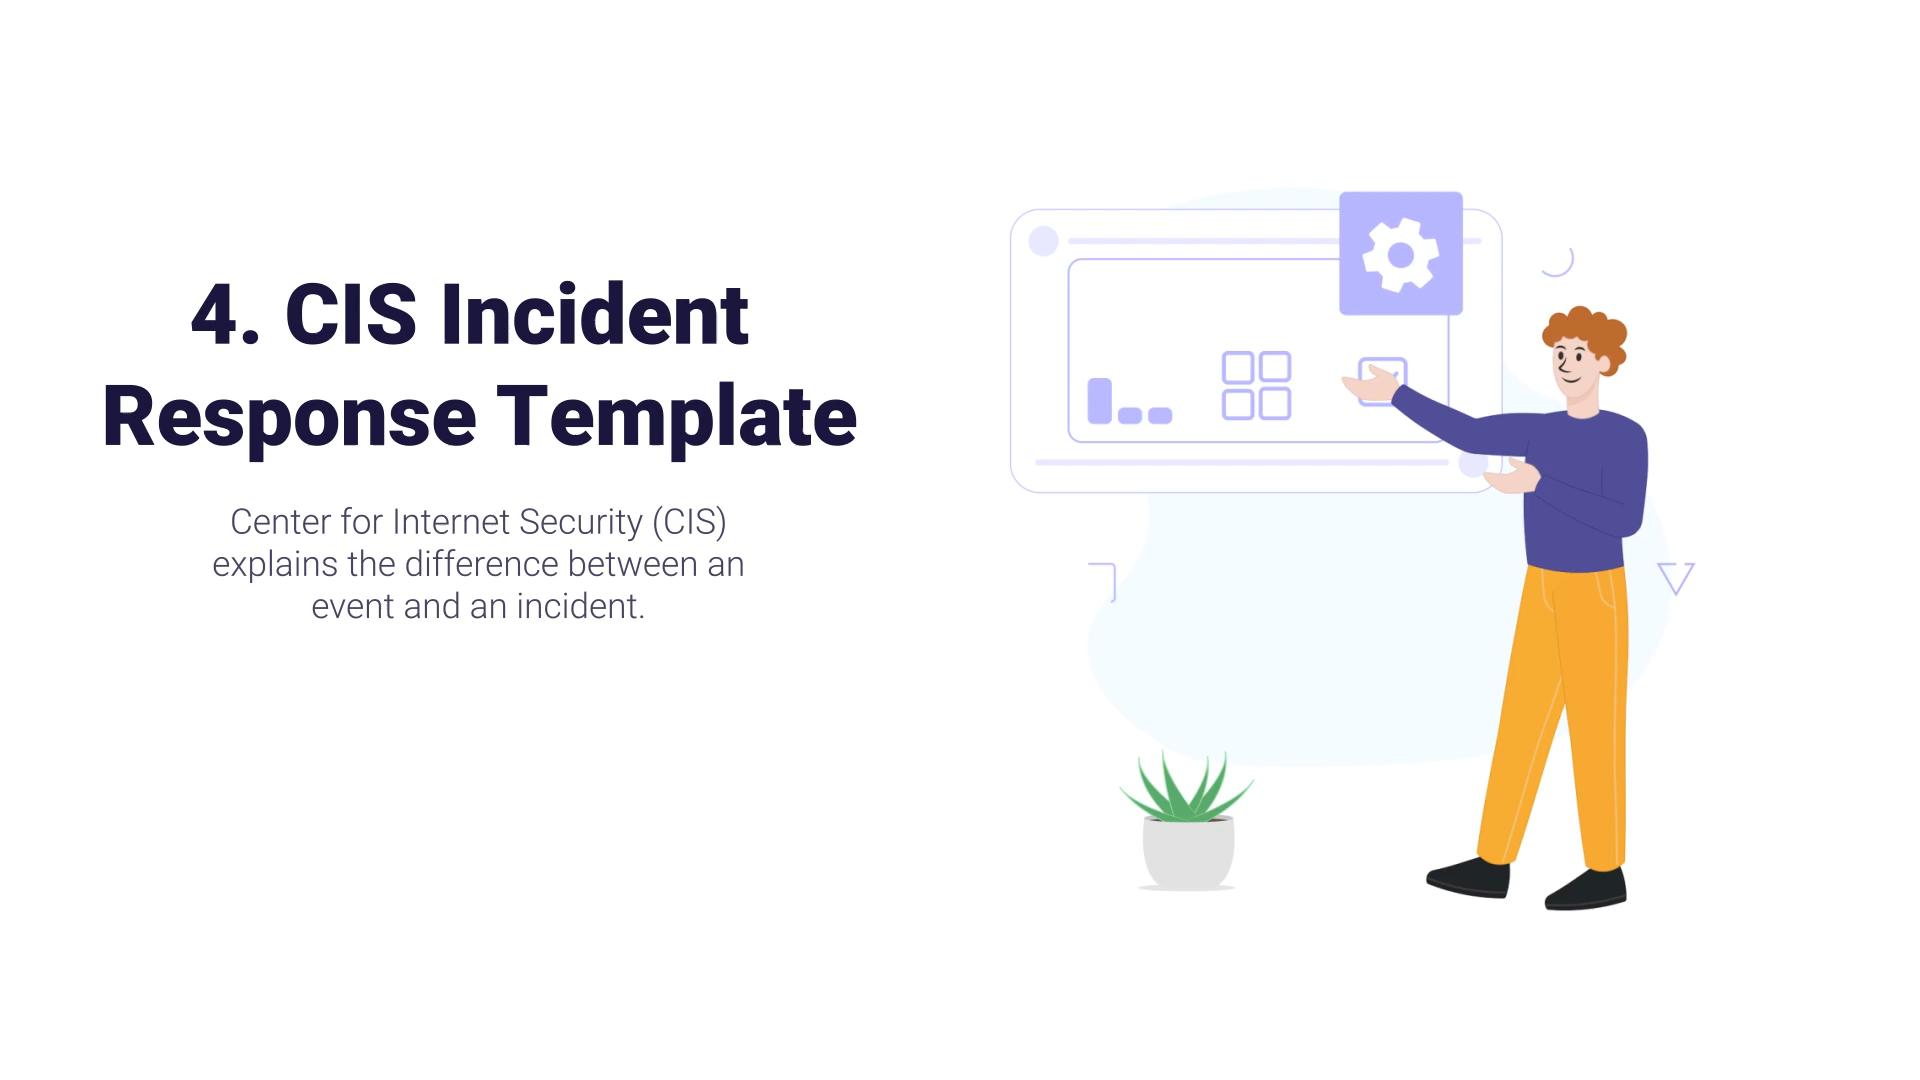 4. CIS Incident
Response Template
Center for Internet Security (CIS)
explains the difference between an
event and an incident.